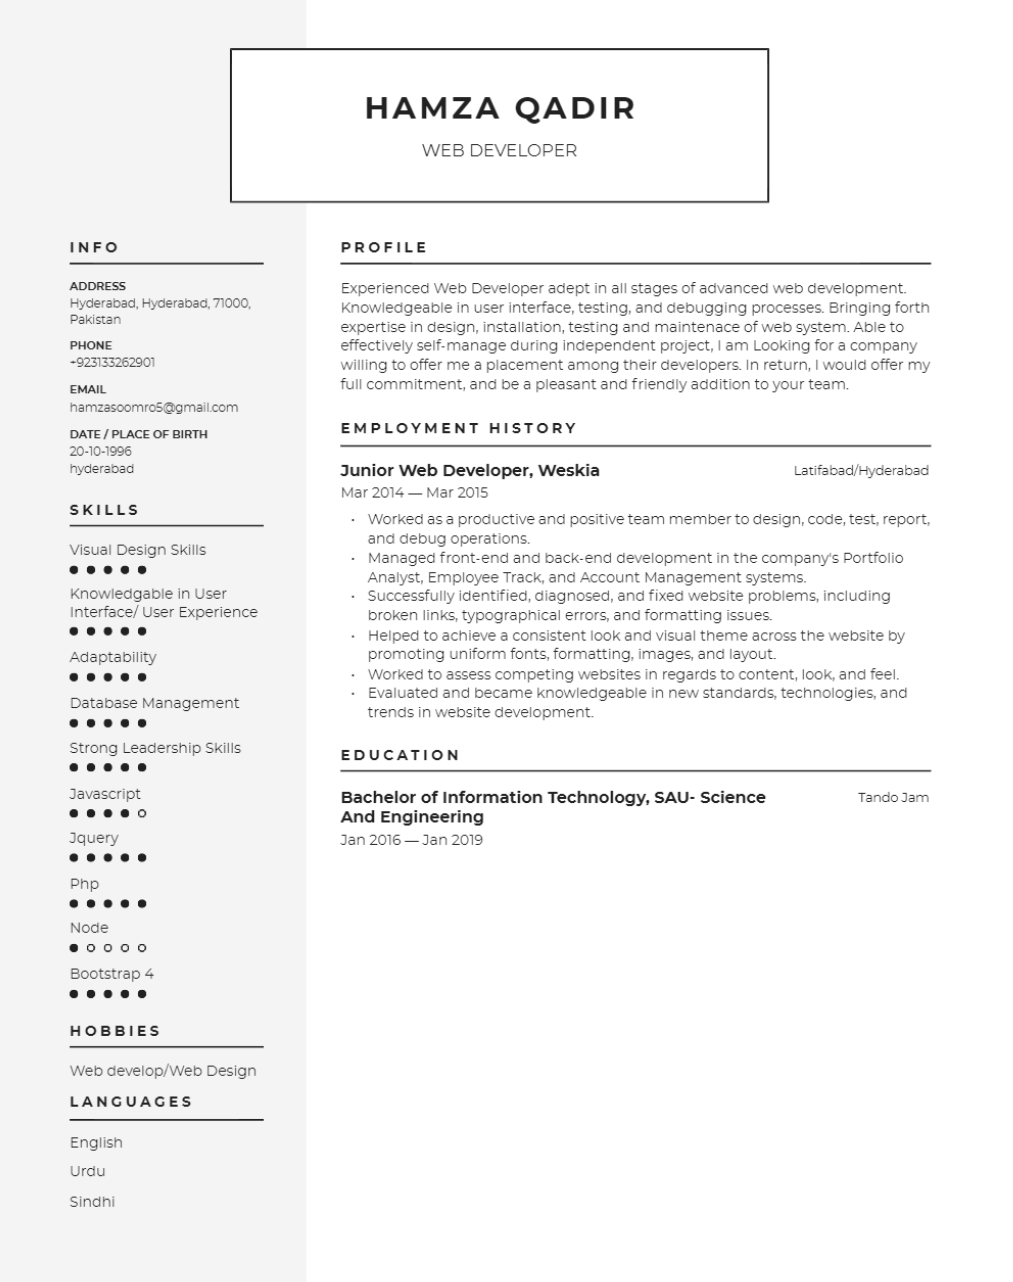 HAMZA QADIR
WEB DEVELOPER
INFO
ADDRESS
Hyderabad, Hyderabad, 71000,
Pakistan
PHONE
+923133262901
EMAIL
hamzasoomro5@gmail.com
DATE / PLACE OF BIRTH
20-10-1996
hyderabad
SKILLS
Visual Design Skills
Knowledgable in User
Interface/ User Experience
Adaptability
Database Management
Strong Leadership Skills
Javascript
Jquery
Php
Node
Bootstrap 4
HOBBIES
Web develop/Web Design
LANGUAGES
English
Urdu
Sindhi
PROFILE
Experienced Web Developer adept in all stages of advanced web development.
Knowledgeable in user interface, testing, and debugging processes. Bringing forth
expertise in design, installation, testing and maintenace of web system. Able to
effectively self-manage during independent project, I am Looking for a company
willing to offer me a placement among their developers. In return, I would offer my
full commitment, and be a pleasant and friendly addition to your team.
EMPLOYMENT HISTORY
Junior Web Developer, Weskia Latifabad/Hyderabad
Mar 2014 — Mar 2015
• Worked as a productive and positive team member to design, code, test, report,
and debug operations.
• Managed front-end and back-end development in the company's Portfolio
Analyst, Employee Track, and Account Management systems.
• Successfully identified, diagnosed, and fixed website problems, including
broken links, typographical errors, and formatting issues.
• Helped to achieve a consistent look and visual theme across the website by
promoting uniform fonts, formatting, images, and layout.
• Worked to assess competing websites in regards to content, look, and feel.
• Evaluated and became knowledgeable in new standards, technologies, and
trends in website development.
EDUCATION
Bachelor of Information Technology, SAU- Science Tando Jam
And Engineering
Jan 2016 — Jan 2019